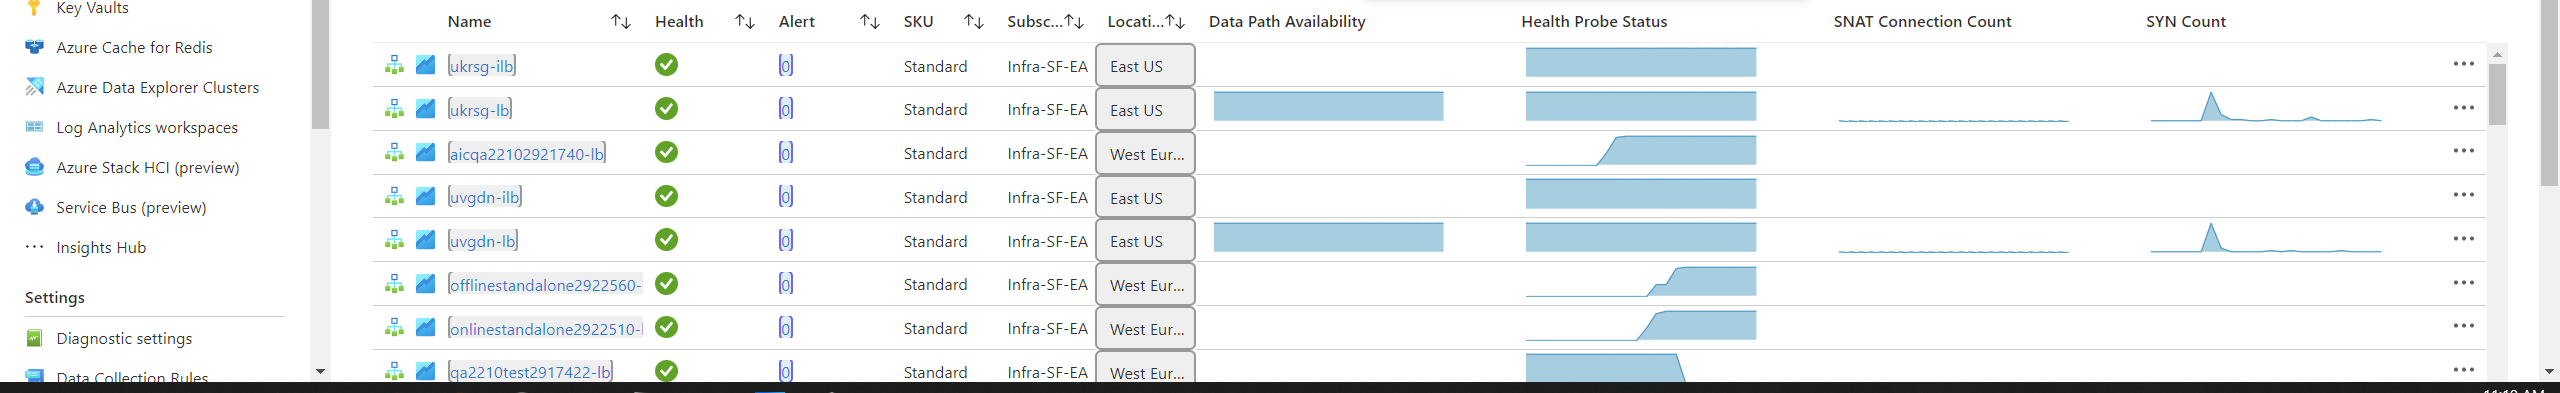 Key Vaults
Azure Cache for Redis
Azure Data Explorer Clusters
Log Analytics workspaces
Azure Stack HCI (preview)
Service Bus (preview)
Insights Hub
Settings
Diagnostic settings
Data Collection Rules
Name Health Alert SKU Subsc... Locati... Data Path Availability Health Probe Status SNAT Connection Count SYN Count
ukrsg-ilb 0 Standard Infra-SF-EA East US
ukrsg-lb 0 Standard Infra-SF-EA East US
aicqa22102921740-lb 0 Standard Infra-SF-EA West Eur...
uvgdn-ilb 0 Standard Infra-SF-EA East US
uvgdn-lb 0 Standard Infra-SF-EA East US
offlinestandalone2922560- 0 Standard Infra-SF-EA West Eur...
onlinestandalone2922510- 0 Standard Infra-SF-EA West Eur...
qa2210test2917422-lb 0 Standard Infra-SF-EA West Eur...